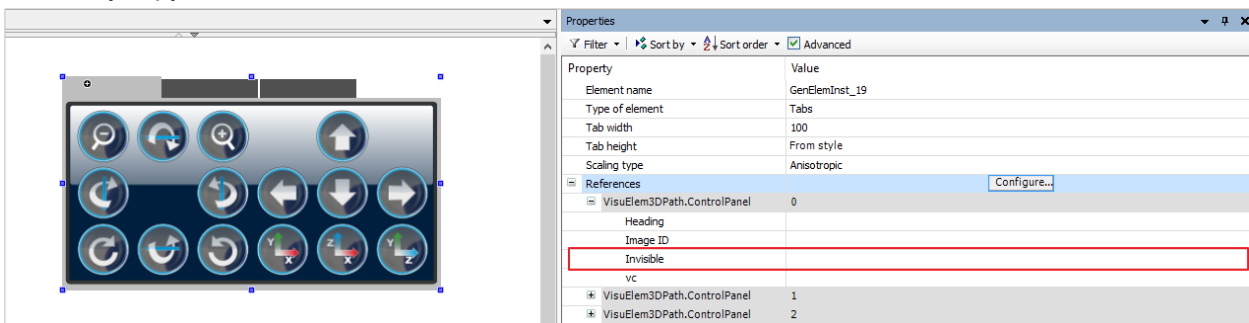 Properties
Filter Sort by Sort order Advanced
Property Value
Element name GenElemInst_19
Type of element Tabs
Tab width 100
Tab height From style
Scaling type Anisotropic
References Configure...
VisuElem3DPath.ControlPanel 0
Heading
Image ID
Invisible
vc
VisuElem3DPath.ControlPanel 1
VisuElem3DPath.ControlPanel 2
Y X
Z X
Y Z